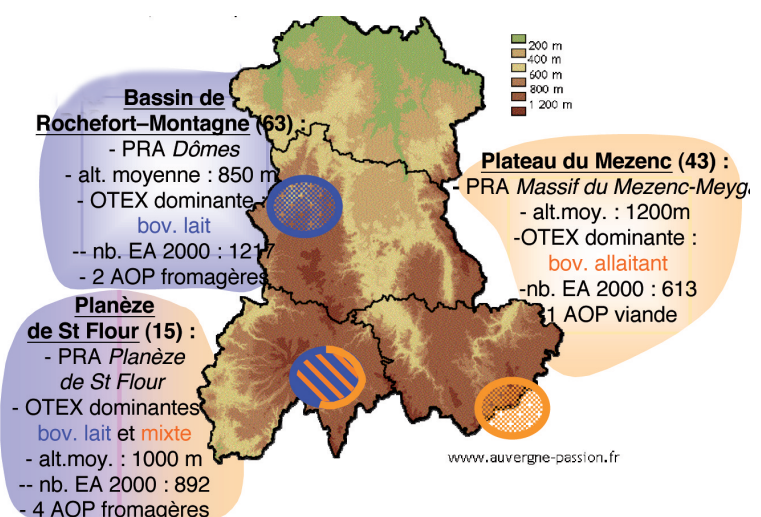 200 m
400 m
600 m
800 m
1 200 m
Bassin de
Rochefort–Montagne (63) :
- PRA Dômes
- alt. moyenne : 850 m
- OTEX dominante
bov. lait
-- nb. EA 2000 : 1217
- 2 AOP fromagères
Plateau du Mezenc (43) :
- PRA Massif du Mezenc-Meyga
- alt.moy. : 1200m
-OTEX dominante :
bov. allaitant
-nb. EA 2000 : 613
1 AOP viande
Planèze
de St Flour (15) :
- PRA Planèze
de St Flour
- OTEX dominantes
bov. lait et mixte
- alt.moy. : 1000 m
-- nb. EA 2000 : 892
- 4 AOP fromagères
www.auvergne-passion.fr